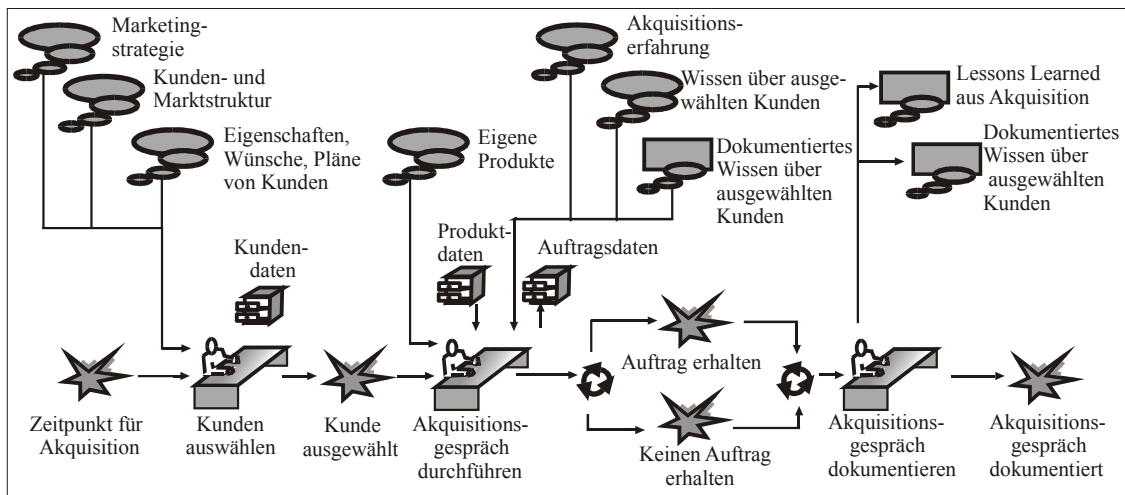 Marketing-
strategie
Kunden- und
Marktstruktur
Eigenschaften,
Wünsche, Pläne
von Kunden
Eigene
Produkte
Akquisitions-
erfahrung
Wissen über ausge-
wählten Kunden
Dokumentiertes
Wissen über
ausgewählten
Kunden
Lessons Learned
aus Akquisition
Dokumentiertes
Wissen über
ausgewählten
Kunden
Kunden-
daten
Produkt-
daten
Auftragsdaten
Zeitpunkt für
Akquisition
Kunden
auswählen
Kunde
ausgewählt
Akquisitions-
gespräch
durchführen
Auftrag erhalten
Keinen Auftrag
erhalten
Akquisitions-
gespräch
dokumentieren
Akquisitions-
gespräch
dokumentiert